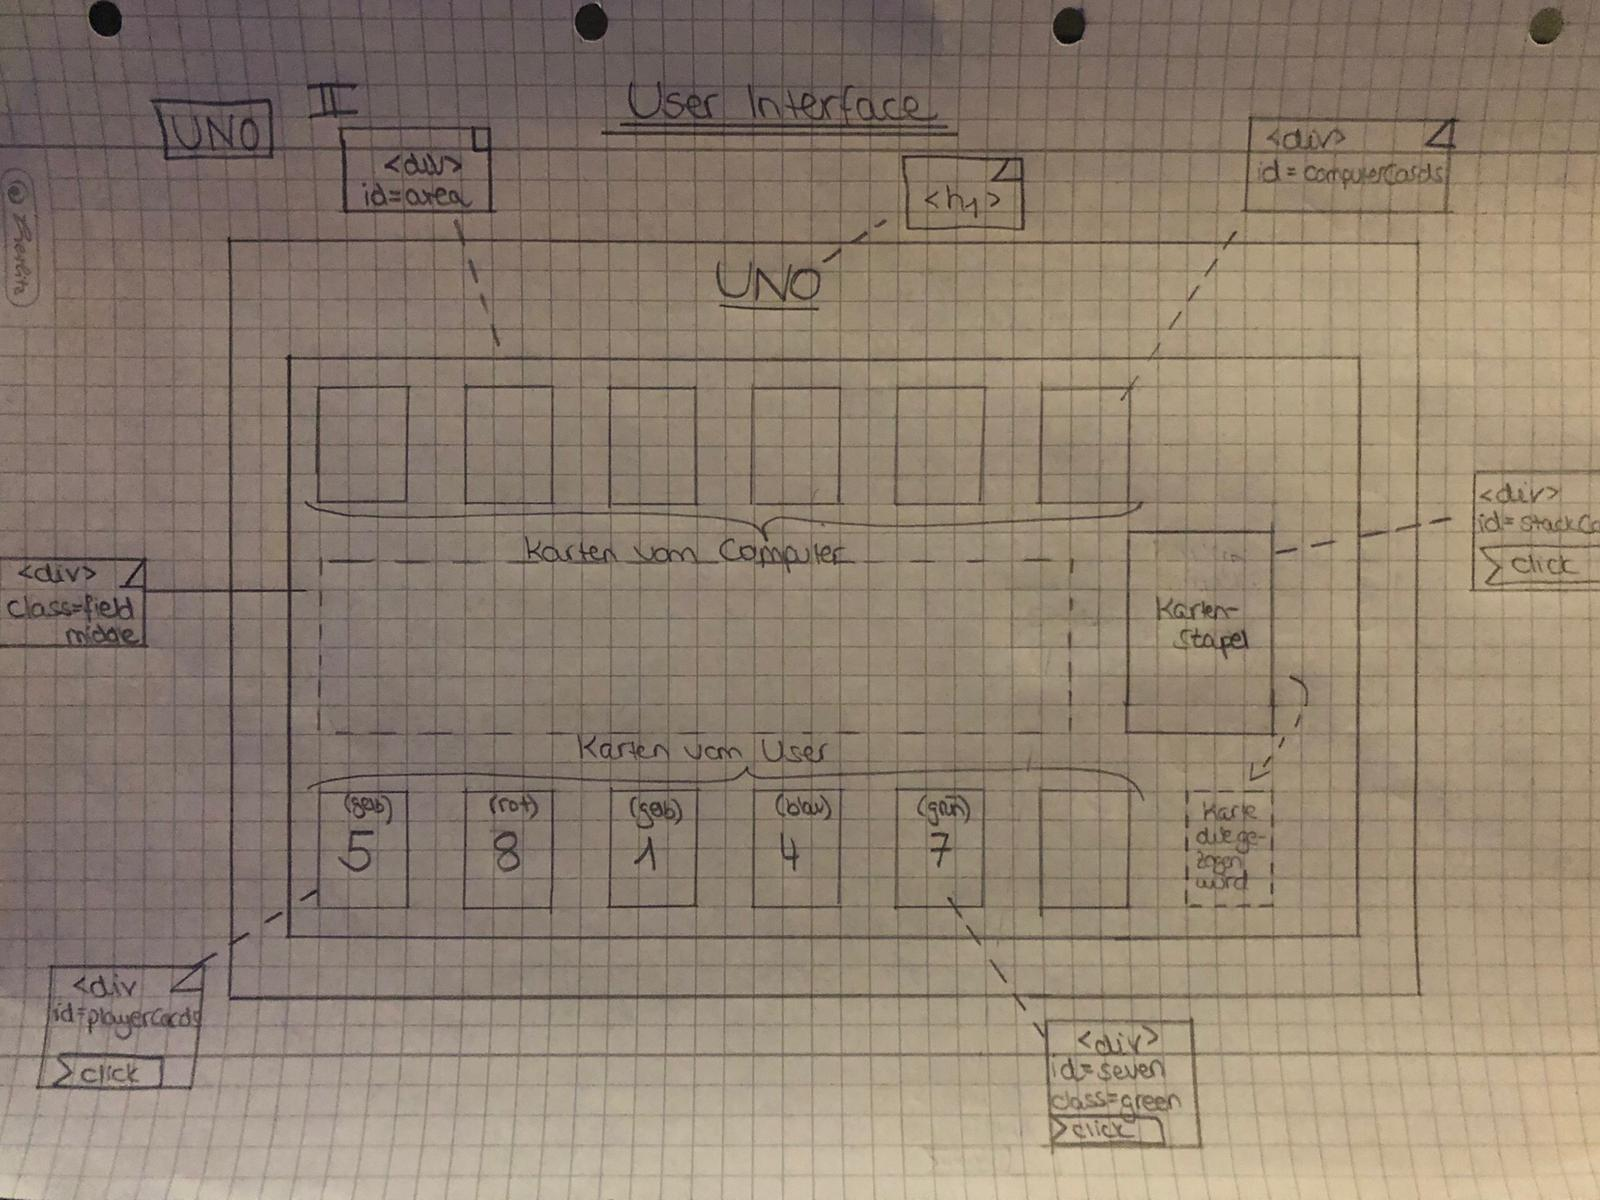 UNO
II
User Interface
<div>
id=area
<h1>
<div>
id=computerCards
UNO
Karten vom Computer
<div>
class=field
middle
Karten-
Stapel
<div>
id=stackCa
click
Karten vom User
(gelb)
5
(rot)
8
(gelb)
1
(blau)
4
(grün)
7
Karte
die ge-
zogen
wird
<div
id=playerCards
click
<div>
id=seven
class=green
click